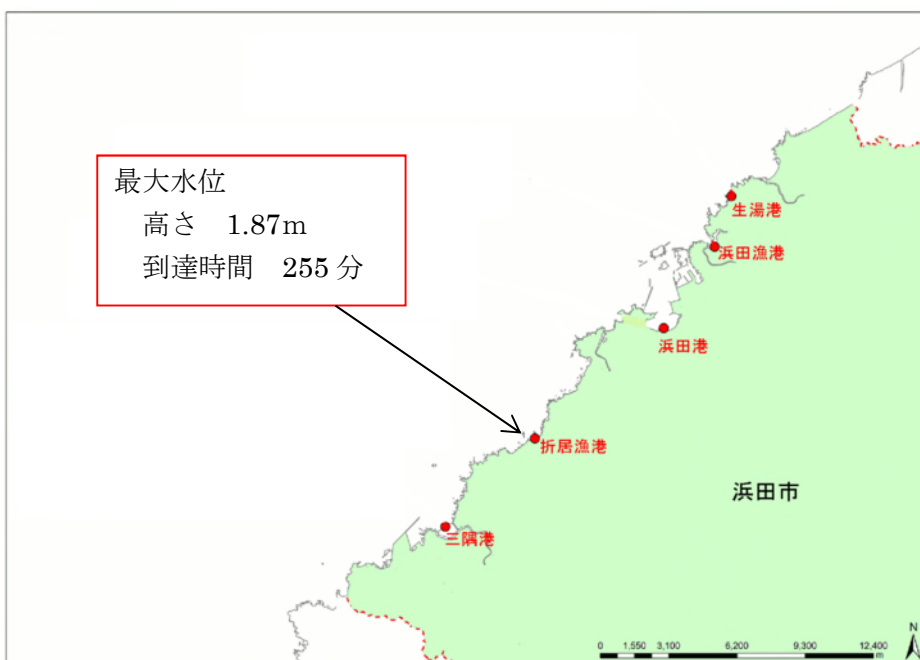 最大水位
高さ 1.87m
到達時間 255分
生湯港
浜田漁港
浜田港
折居漁港
浜田市
三隅港
N
0 1,550 3,100 6,200 9,300 12,400
m